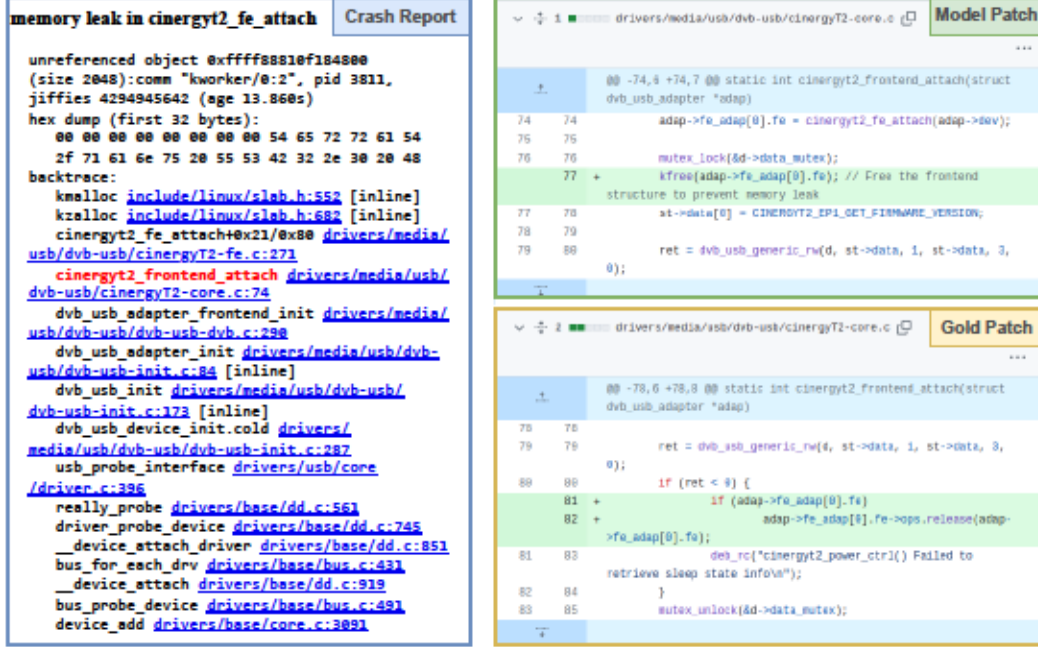 memory leak in cinergyt2_fe_attach
Crash Report
unreferenced object 0xffff88810f184800
(size 2048):comm "kworker/0:2", pid 3811,
jiffies 4294945642 (age 13.860s)
hex dump (first 32 bytes):
00 00 00 00 00 00 00 00 54 65 72 72 61 54
2f 71 61 6e 75 20 55 53 42 32 2e 30 20 48
backtrace:
kmalloc include/linux/slab.h:552 [inline]
kzalloc include/linux/slab.h:682 [inline]
cinergyt2_fe_attach+0x21/0x80 drivers/media/
usb/dvb-usb/cinergyT2-fe.c:271
cinergyt2_frontend_attach drivers/media/usb/
dvb-usb/cinergyT2-core.c:74
dvb_usb_adapter_frontend_init drivers/media/
usb/dvb-usb/dvb-usb-dvb.c:290
dvb_usb_adapter_init drivers/media/usb/dvb-
usb/dvb-usb-init.c:84 [inline]
dvb_usb_init drivers/media/usb/dvb-usb/
dvb-usb-init.c:173 [inline]
dvb_usb_device_init.cold drivers/
media/usb/dvb-usb/dvb-usb-init.c:287
usb_probe_interface drivers/usb/core
/driver.c:396
really_probe drivers/base/dd.c:561
driver_probe_device drivers/base/dd.c:745
__device_attach_driver drivers/base/dd.c:851
bus_for_each_drv drivers/base/bus.c:431
__device_attach drivers/base/dd.c:919
bus_probe_device drivers/base/bus.c:491
device_add drivers/base/core.c:3091
1 drivers/media/usb/dvb-usb/cinergyT2-core.c
Model Patch
...
@@ -74,6 +74,7 @@ static int cinergyt2_frontend_attach(struct
dvb_usb_adapter *adap)
74 74 adap->fe_adap[0].fe = cinergyt2_fe_attach(adap->dev);
75 75
76 76 mutex_lock(&d->data_mutex);
77 + kfree(adap->fe_adap[0].fe); // Free the frontend
structure to prevent memory leak
77 78 st->data[0] = CINERGYT2_EP1_GET_FIRMWARE_VERSION;
78 79
79 80 ret = dvb_usb_generic_rw(d, st->data, 1, st->data, 3,
0);
2 drivers/media/usb/dvb-usb/cinergyT2-core.c
Gold Patch
...
@@ -78,6 +78,8 @@ static int cinergyt2_frontend_attach(struct
dvb_usb_adapter *adap)
78 78
79 79 ret = dvb_usb_generic_rw(d, st->data, 1, st->data, 3,
0);
80 80 if (ret < 0) {
81 + if (adap->fe_adap[0].fe)
82 + adap->fe_adap[0].fe->ops.release(adap-
>fe_adap[0].fe);
81 83 deb_rc("cinergyt2_power_ctrl() Failed to
retrieve sleep state info\n");
82 84 }
83 85 mutex_unlock(&d->data_mutex);